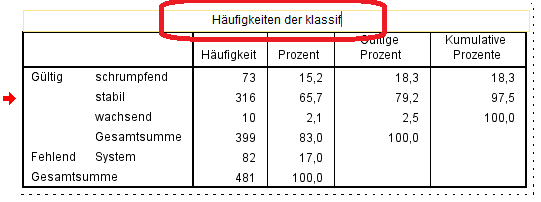 Häufigkeiten der klassif
Häufigkeit Prozent Gültige Prozent Kumulative Prozente
Gültig schrumpfend 73 15,2 18,3 18,3
stabil 316 65,7 79,2 97,5
wachsend 10 2,1 2,5 100,0
Gesamtsumme 399 83,0 100,0
Fehlend System 82 17,0
Gesamtsumme 481 100,0